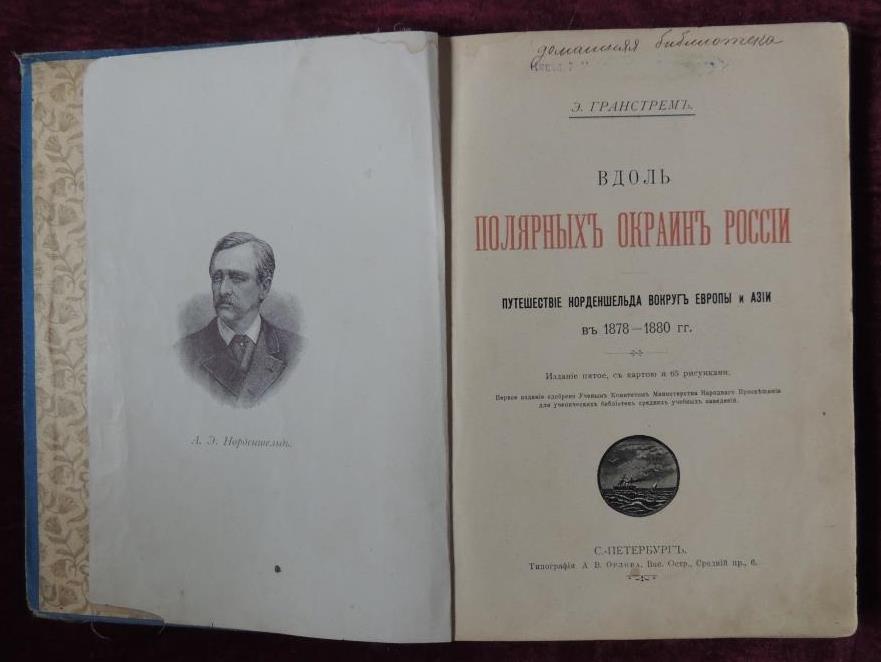 А. Э. Норденшельдъ.
домашняя библиотека
Э. ГРАНСТРЕМЪ.
ВДОЛЬ
ПОЛЯРНЫХЪ ОКРАИНЪ РОССІИ
ПУТЕШЕСТВІЕ НОРДЕНШЕЛЬДА ВОКРУГЪ ЕВРОПЫ и АЗІИ
въ 1878—1880 гг.
Изданіе пятое, съ картою и 65 рисунками.
Первое изданіе одобрено Ученымъ Комитетомъ Министерства Народнаго Просвѣщенія
для ученическихъ библіотекъ среднихъ учебныхъ заведеній.
С.-ПЕТЕРБУРГЪ.
Типографія А. В. Орлова, Вас. Остр., Средній пр., 6.